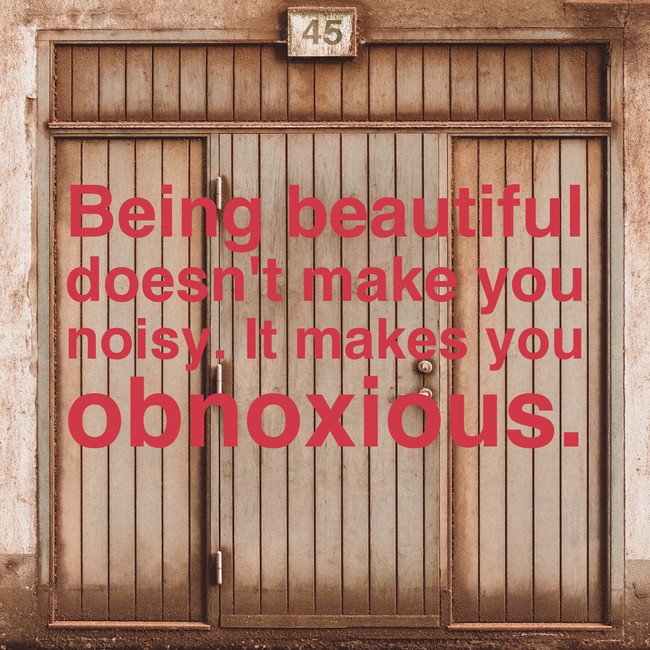 45
Being beautiful
doesn't make you
noisy. It makes you
obnoxious.